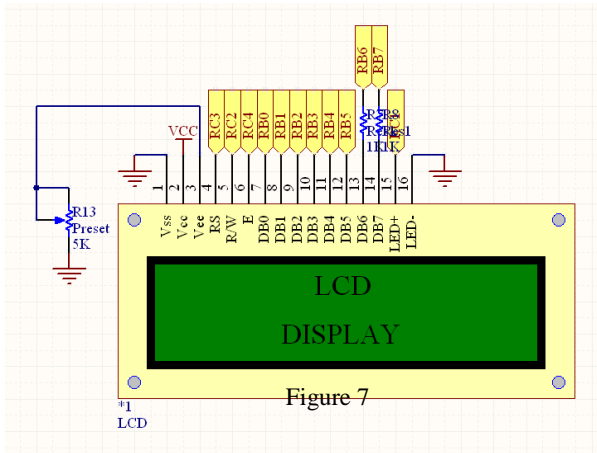 RB6
RB7
RC3
RC2
RC4
RB0
RB1
RB2
RB3
RB4
RB5
1K
1K
VCC
1
2
3
4
5
6
7
8
9
10
11
12
13
14
15
16
Vss
Vcc
Vee
RS
R/W
E
DB0
DB1
DB2
DB3
DB4
DB5
DB6
DB7
LED+
LED-
R13
Preset
5K
LCD
DISPLAY
Figure 7
*1
LCD